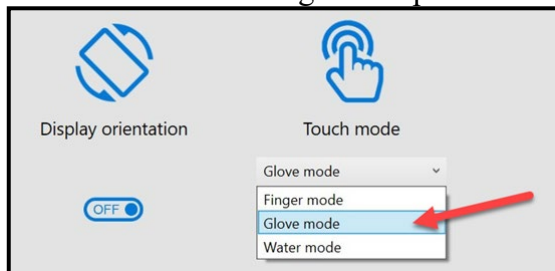 Display orientation
Touch mode
Glove mode
OFF
Finger mode
Glove mode
Water mode